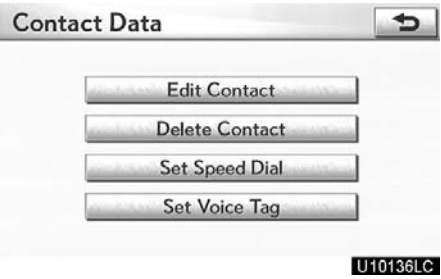 Contact Data
Edit Contact
Delete Contact
Set Speed Dial
Set Voice Tag
U10136LC